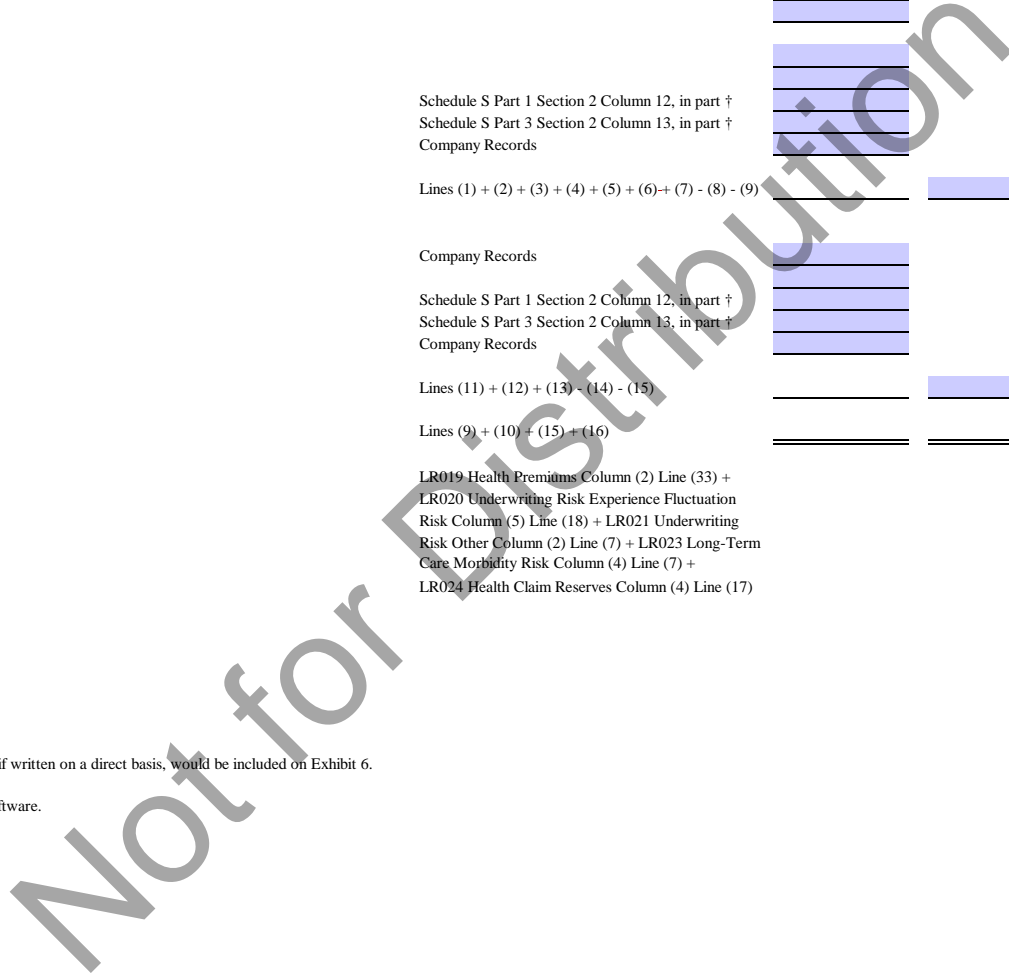 Schedule S Part 1 Section 2 Column 12, in part †
Schedule S Part 3 Section 2 Column 13, in part †
Company Records
Lines (1) + (2) + (3) + (4) + (5) + (6)-+ (7) - (8) - (9)
Company Records
Schedule S Part 1 Section 2 Column 12, in part †
Schedule S Part 3 Section 2 Column 13, in part †
Company Records
Lines (11) + (12) + (13) - (14) - (15)
Lines (9) + (10) + (15) + (16)
LR019 Health Premiums Column (2) Line (33) +
LR020 Underwriting Risk Experience Fluctuation
Risk Column (5) Line (18) + LR021 Underwriting
Risk Other Column (2) Line (7) + LR023 Long-Term
Care Morbidity Risk Column (4) Line (7) +
LR024 Health Claim Reserves Column (4) Line (17)
if written on a direct basis, would be included on Exhibit 6.
ftware.
Not for Distribution